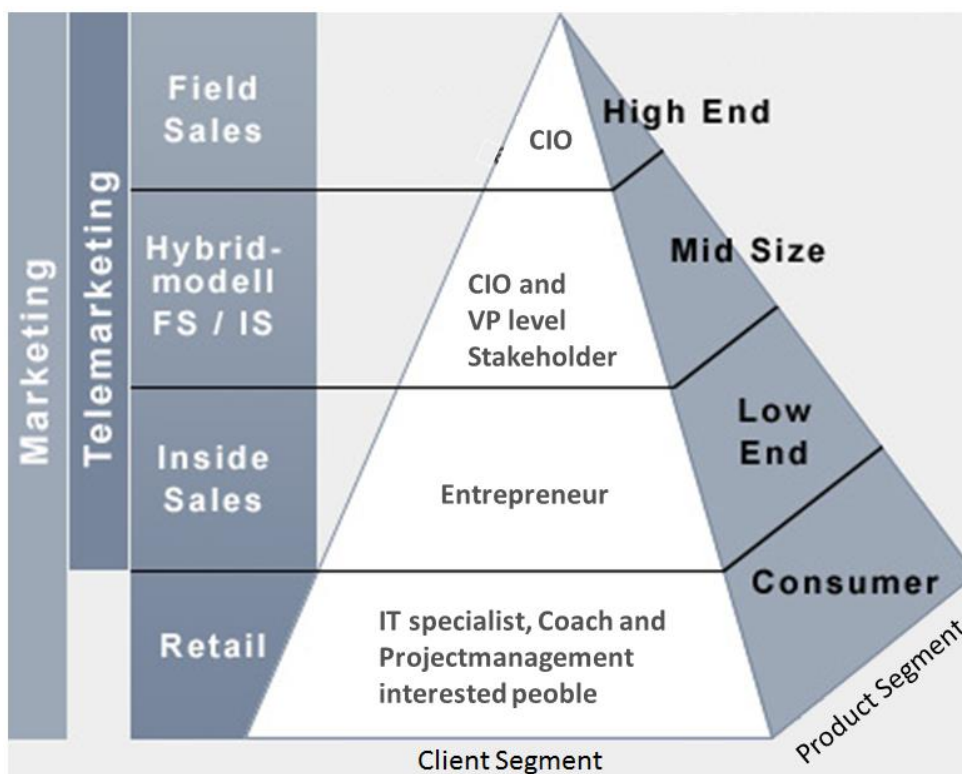 Marketing
Telemarketing
Field
Sales
Hybrid-
modell
FS / IS
Inside
Sales
Retail
CIO
CIO and
VP level
Stakeholder
Entrepreneur
IT specialist, Coach and
Projectmanagement
interested peoble
High End
Mid Size
Low
End
Consumer
Product Segment
Client Segment